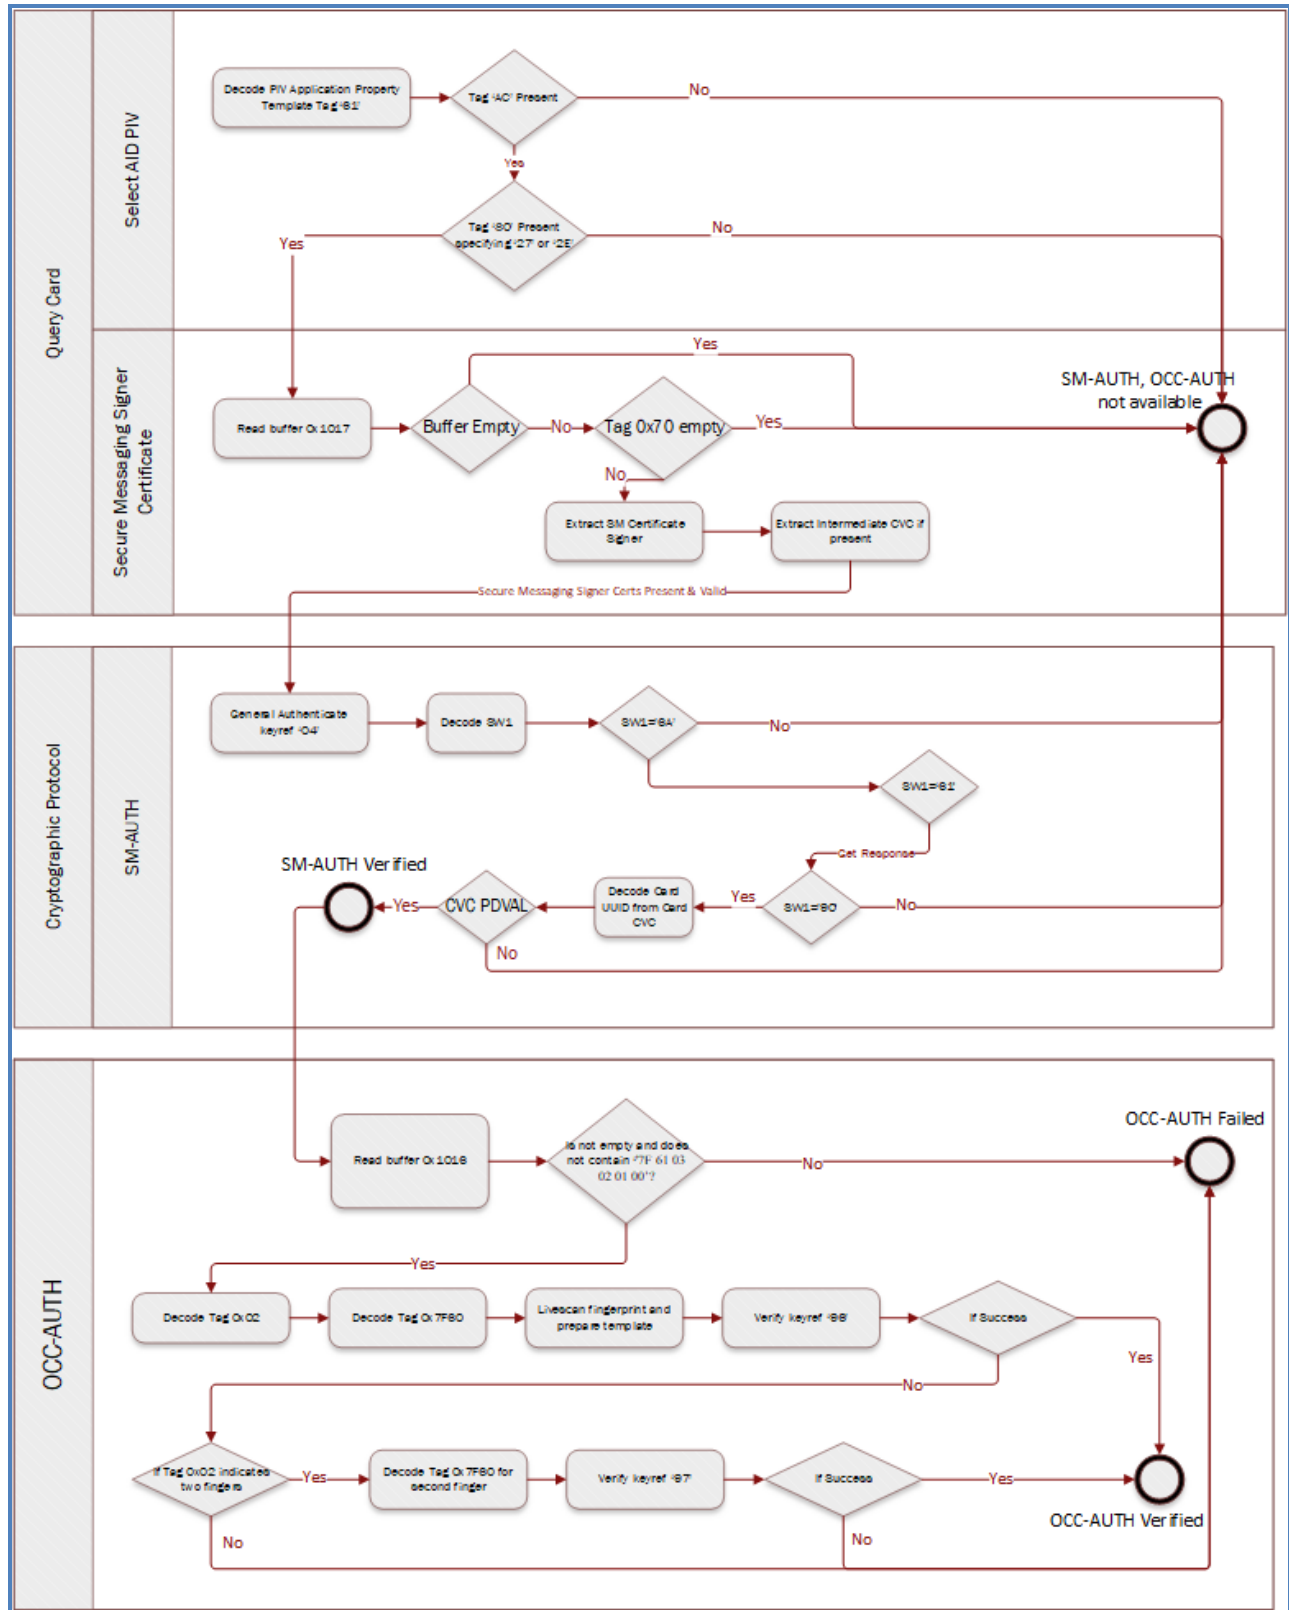 Query Card
Select AID PIV
Decode PIV Application Property
Template Tag '61'
Tag 'AC' Present
No
Yes
Tag '80' Present
specifying '27' or '2E'
No
Yes
Secure Messaging Signer
Certificate
Yes
SM-AUTH, OCC-AUTH
not available
Read buffer 0x1017
Buffer Empty
No
Tag 0x70 empty
Yes
No
Extract SM Certificate
Signer
Extract Intermediate CVC if
present
Secure Messaging Signer Certs Present & Valid
Cryptographic Protocol
SM-AUTH
General Authenticate
keyref '04'
Decode SW1
SW1='6A'
No
SW1='61'
Get Response
SM-AUTH Verified
Yes
CVC PDVAL
Decode Card
UUID from Card
CVC
Yes
SW1='90'
No
No
OCC-AUTH
OCC-AUTH Failed
Read buffer 0x1016
Is not empty and does
not contain '7F 61 03
02 01 00'?
No
Yes
Decode Tag 0x02
Decode Tag 0x7F60
Livescan fingerprint and
prepare template
Verify keyref '96'
If Success
Yes
No
If Tag 0x02 indicates
two fingers
Yes
Decode Tag 0x7F60 for
second finger
Verify keyref '97'
If Success
Yes
OCC-AUTH Verified
No
No